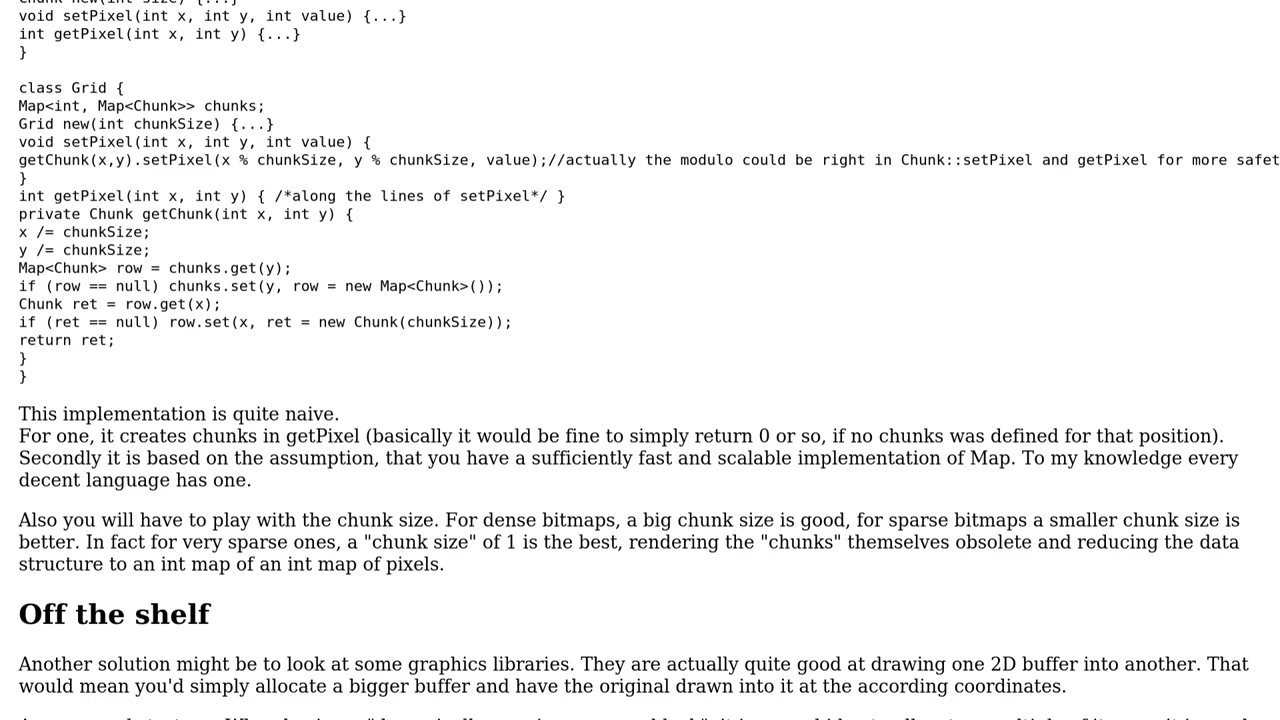 void setPixel(int x, int y, int value) {...}
int getPixel(int x, int y) {...}
}
class Grid {
Map<int, Map<Chunk>> chunks;
Grid new(int chunkSize) {...}
void setPixel(int x, int y, int value) {
getChunk(x,y).setPixel(x % chunkSize, y % chunkSize, value);//actually the modulo could be right in Chunk::setPixel and getPixel for more safet
}
int getPixel(int x, int y) { /*along the lines of setPixel*/ }
private Chunk getChunk(int x, int y) {
x /= chunkSize;
y /= chunkSize;
Map<Chunk> row = chunks.get(y);
if (row == null) chunks.set(y, row = new Map<Chunk>());
Chunk ret = row.get(x);
if (ret == null) row.set(x, ret = new Chunk(chunkSize));
return ret;
}
}
This implementation is quite naive.
For one, it creates chunks in getPixel (basically it would be fine to simply return 0 or so, if no chunks was defined for that position).
Secondly it is based on the assumption, that you have a sufficiently fast and scalable implementation of Map. To my knowledge every
decent language has one.
Also you will have to play with the chunk size. For dense bitmaps, a big chunk size is good, for sparse bitmaps a smaller chunk size is
better. In fact for very sparse ones, a "chunk size" of 1 is the best, rendering the "chunks" themselves obsolete and reducing the data
structure to an int map of an int map of pixels.
Off the shelf
Another solution might be to look at some graphics libraries. They are actually quite good at drawing one 2D buffer into another. That
would mean you'd simply allocate a bigger buffer and have the original drawn into it at the according coordinates.